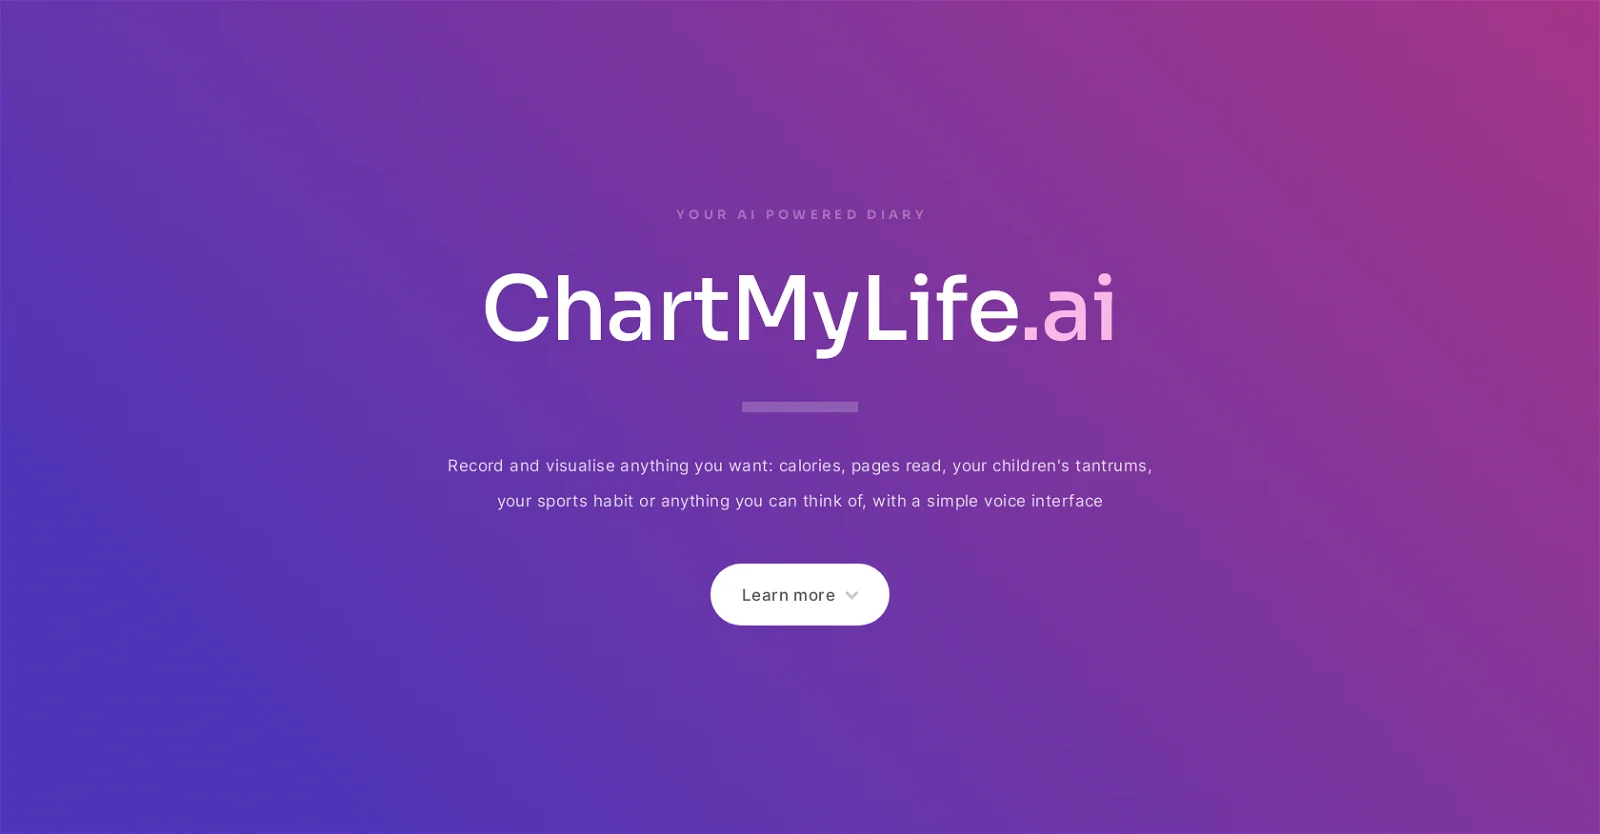 YOUR AI POWERED DIARY
ChartMyLife.ai
Record and visualise anything you want: calories, pages read, your children's tantrums,
your sports habit or anything you can think of, with a simple voice interface
Learn more